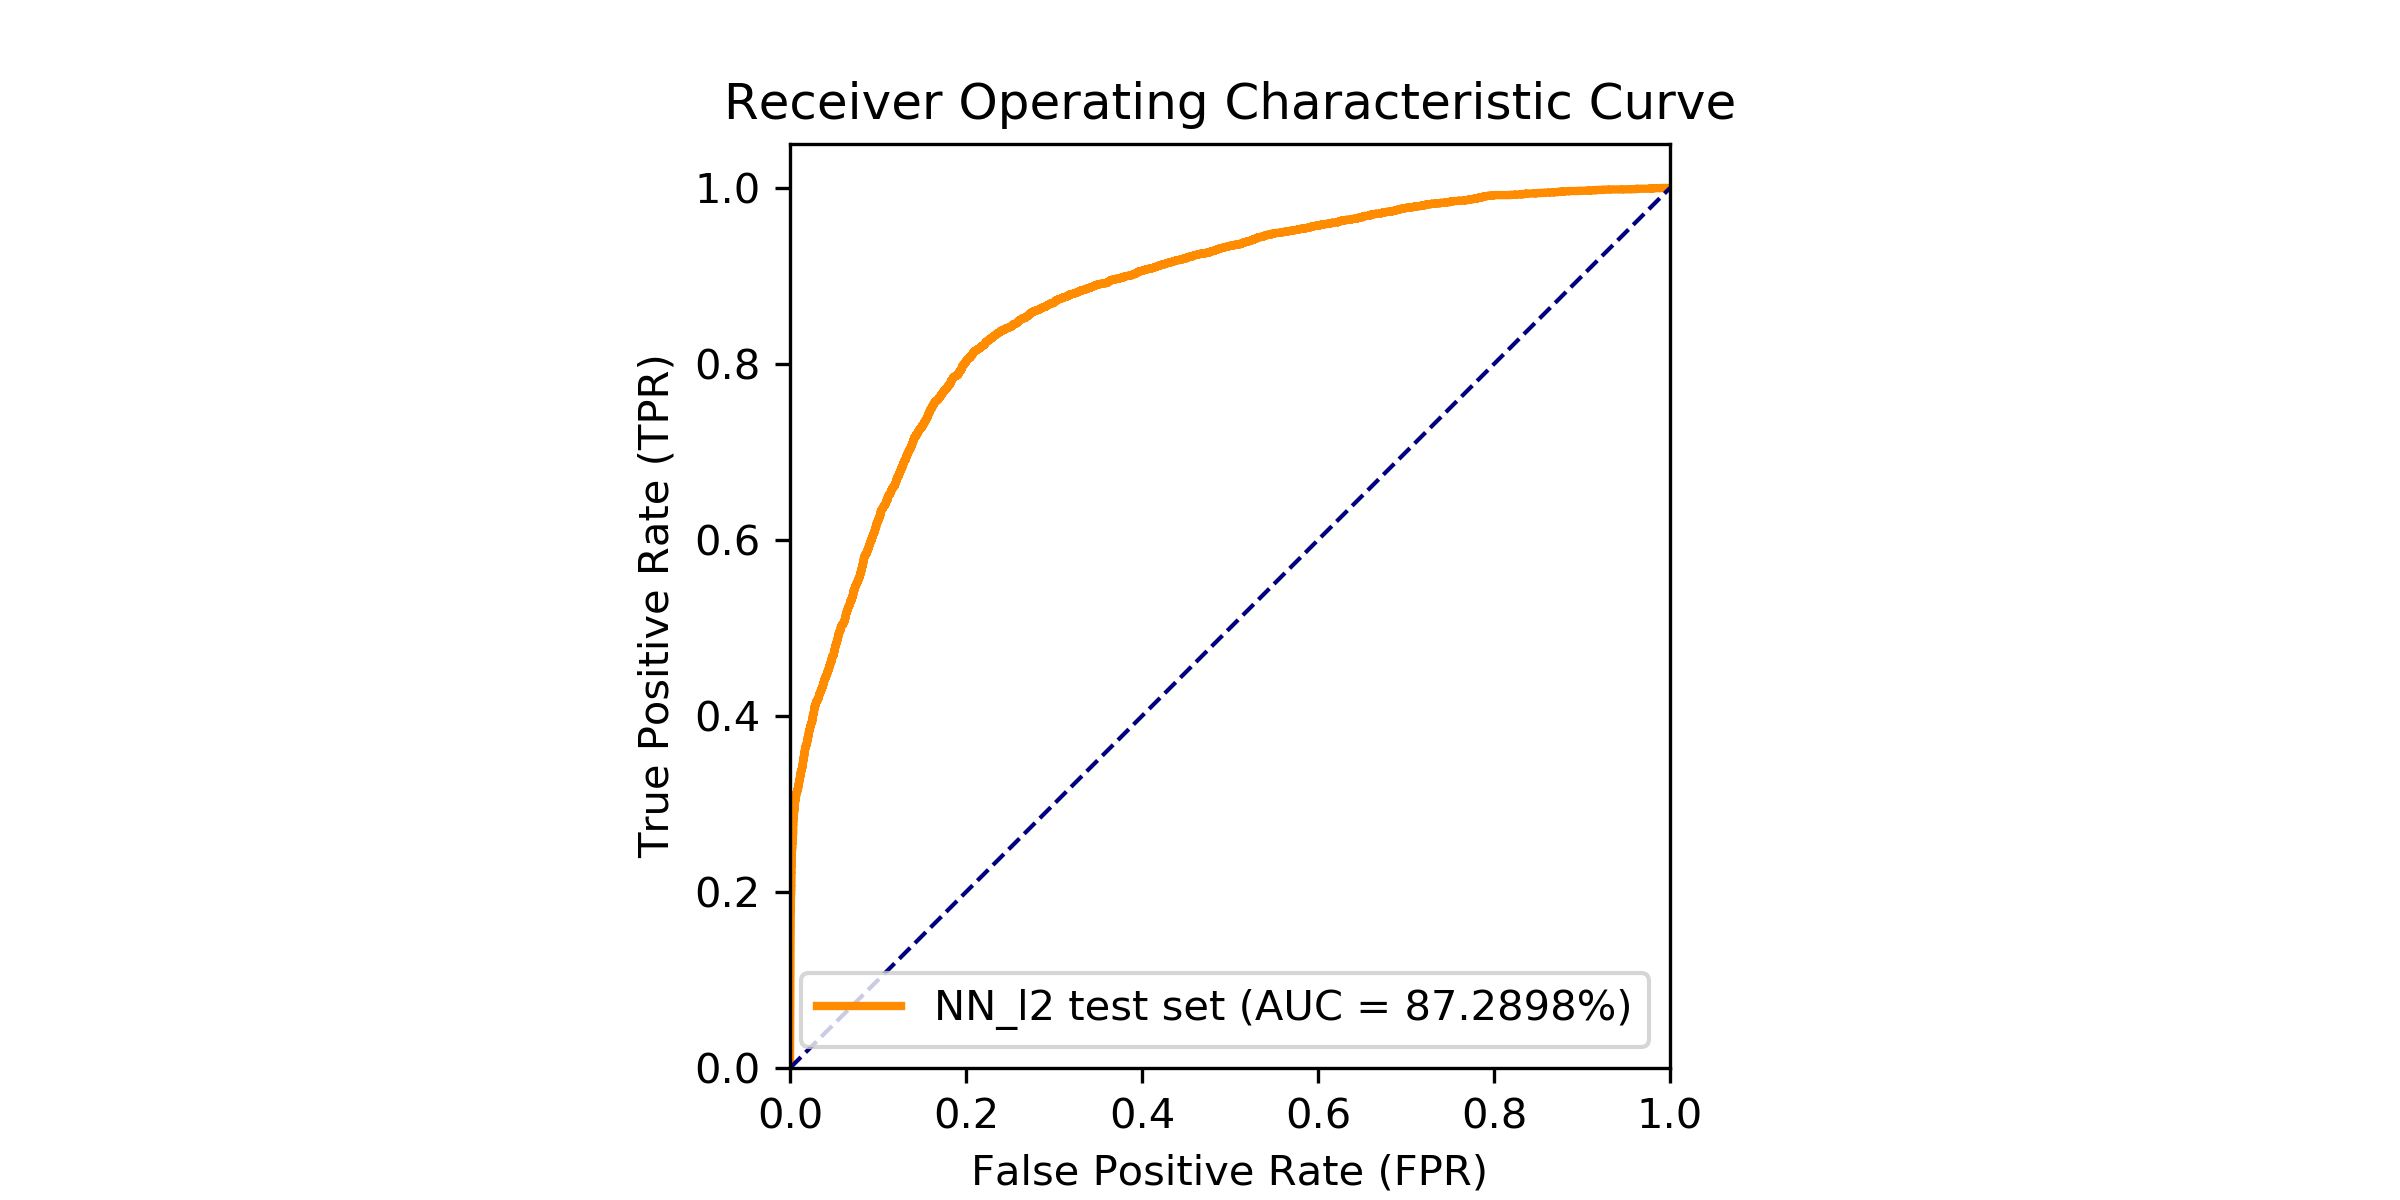 Receiver Operating Characteristic Curve
1.0
0.8
0.6
0.4
0.2
0.0
True Positive Rate (TPR)
NN_l2 test set (AUC = 87.2898%)
0.0 0.2 0.4 0.6 0.8 1.0
False Positive Rate (FPR)